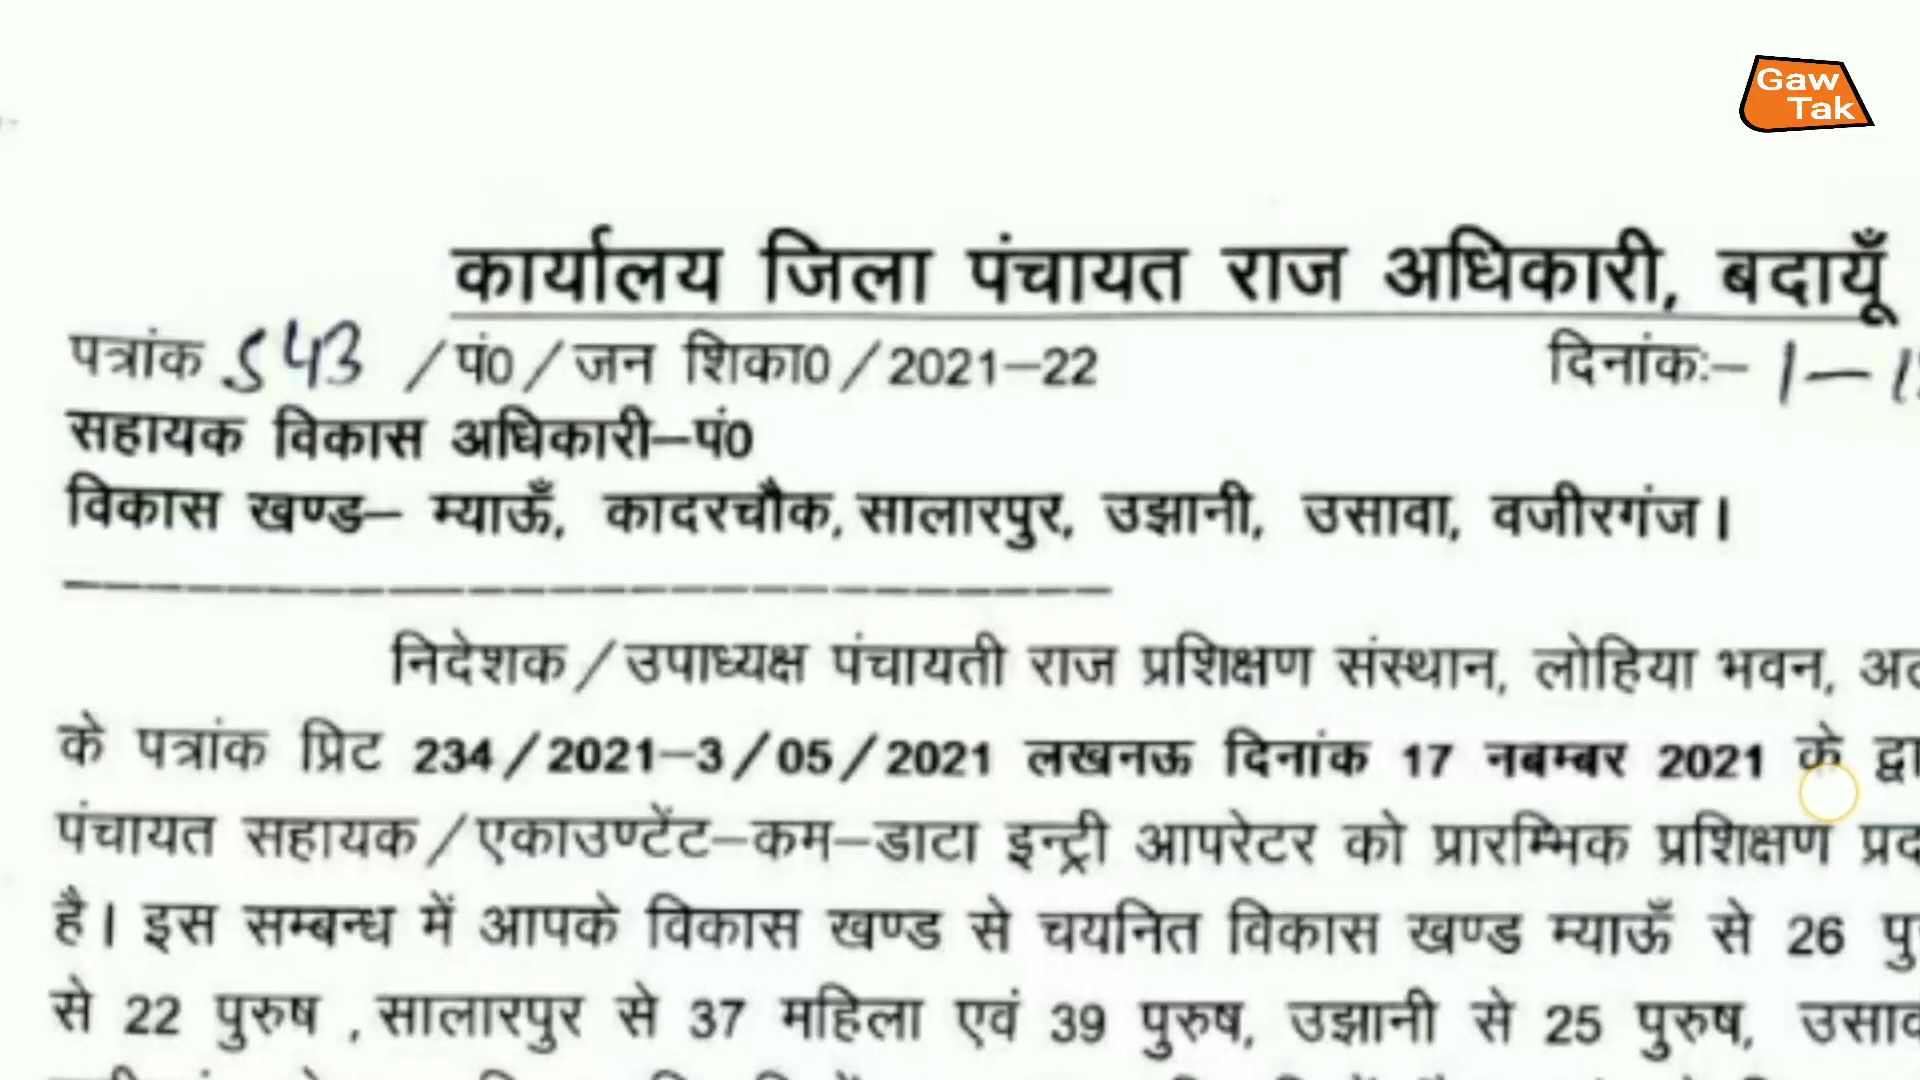 Gaw
Tak
कार्यालय जिला पंचायत राज अधिकारी, बदायूँ
पत्रांक 543 /पं0/जन शिका0/2021-22 दिनांकः- 1-1
सहायक विकास अधिकारी-पं0
विकास खण्ड- म्याऊँ, कादरचौक, सालारपुर, उझानी, उसावा, वजीरगंज।
निदेशक/उपाध्यक्ष पंचायती राज प्रशिक्षण संस्थान, लोहिया भवन,
के पत्रांक प्रिट 234/2021-3/05/2021 लखनऊ दिनांक 17 नबम्बर 2021 के
पंचायत सहायक/एकाउण्टेंट-कम-डाटा इन्ट्री आपरेटर को प्रारम्भिक प्रशिक्षण
है। इस सम्बन्ध में आपके विकास खण्ड से चयनित विकास खण्ड म्याऊँ से 26
से 22 पुरुष ,सालारपुर से 37 महिला एवं 39 पुरुष, उझानी से 25 पुरुष,